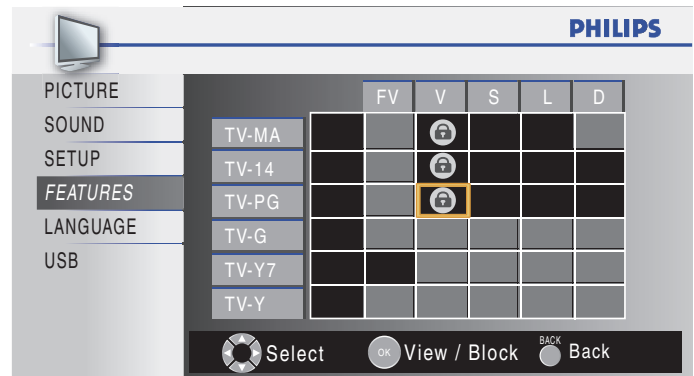 PHILIPS
PICTURE
SOUND
SETUP
FEATURES
LANGUAGE
USB
FV V S L D
TV-MA
TV-14
TV-PG
TV-G
TV-Y7
TV-Y
Select OK View / Block BACK Back